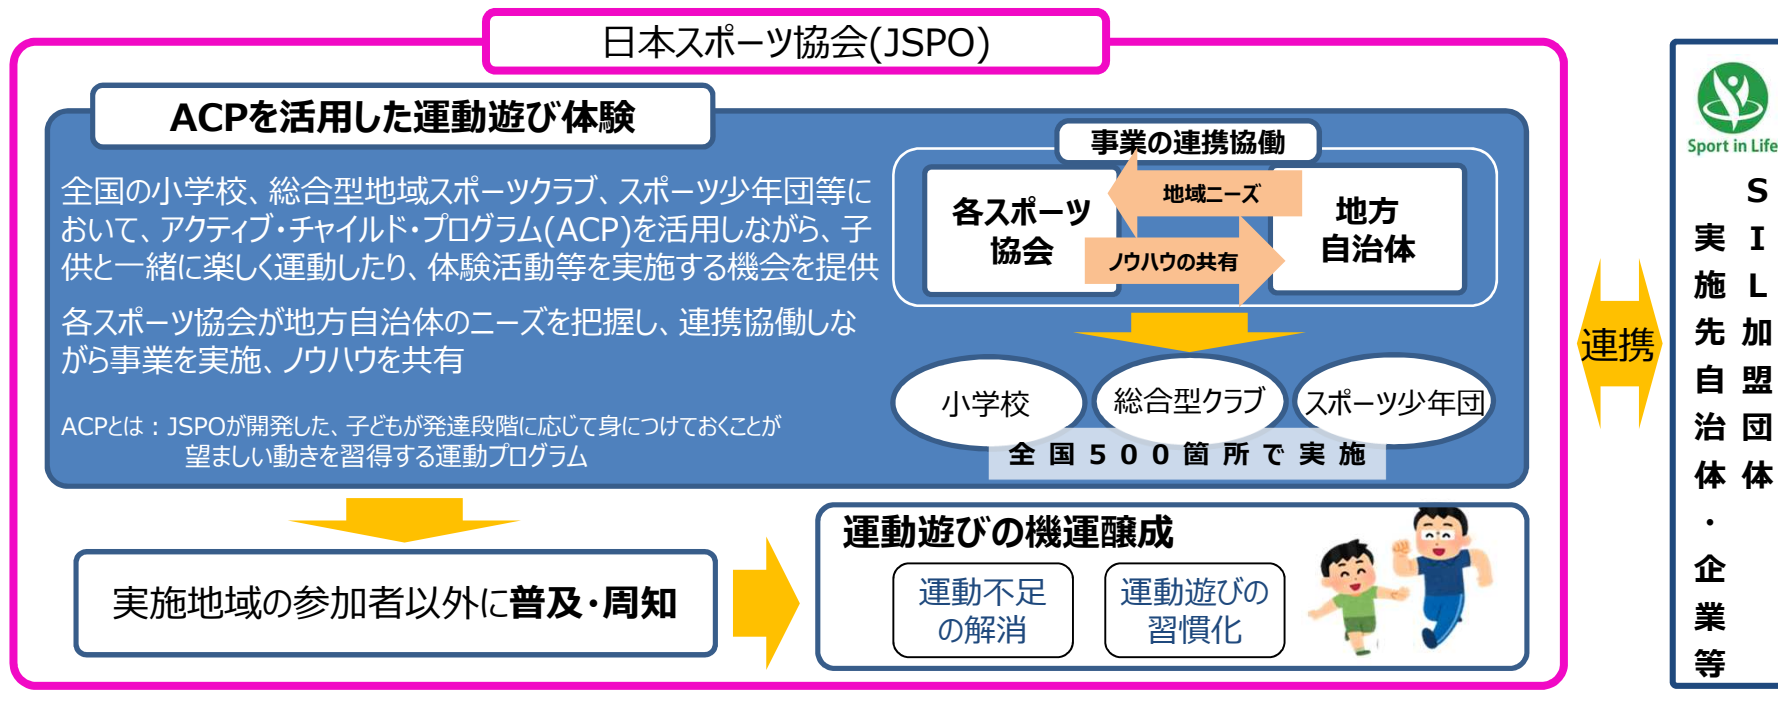 日本スポーツ協会(JSPO)
ACPを活用した運動遊び体験
全国の小学校、総合型地域スポーツクラブ、スポーツ少年団等に
おいて、アクティブ・チャイルド・プログラム(ACP)を活用しながら、子
供と一緒に楽しく運動したり、体験活動等を実施する機会を提供
各スポーツ協会が地方自治体のニーズを把握し、連携協働しな
がら事業を実施、ノウハウを共有
ACPとは：JSPOが開発した、子どもが発達段階に応じて身につけておくことが
望ましい動きを習得する運動プログラム
事業の連携協働
各スポーツ
協会
地域ニーズ
ノウハウの共有
地方
自治体
小学校
総合型クラブ
スポーツ少年団
全国500箇所で実施
実施地域の参加者以外に普及・周知
運動遊びの機運醸成
運動不足
の解消
運動遊びの
習慣化
連携
Sport in Life
SIL加盟団体
実施先自治体・企業等